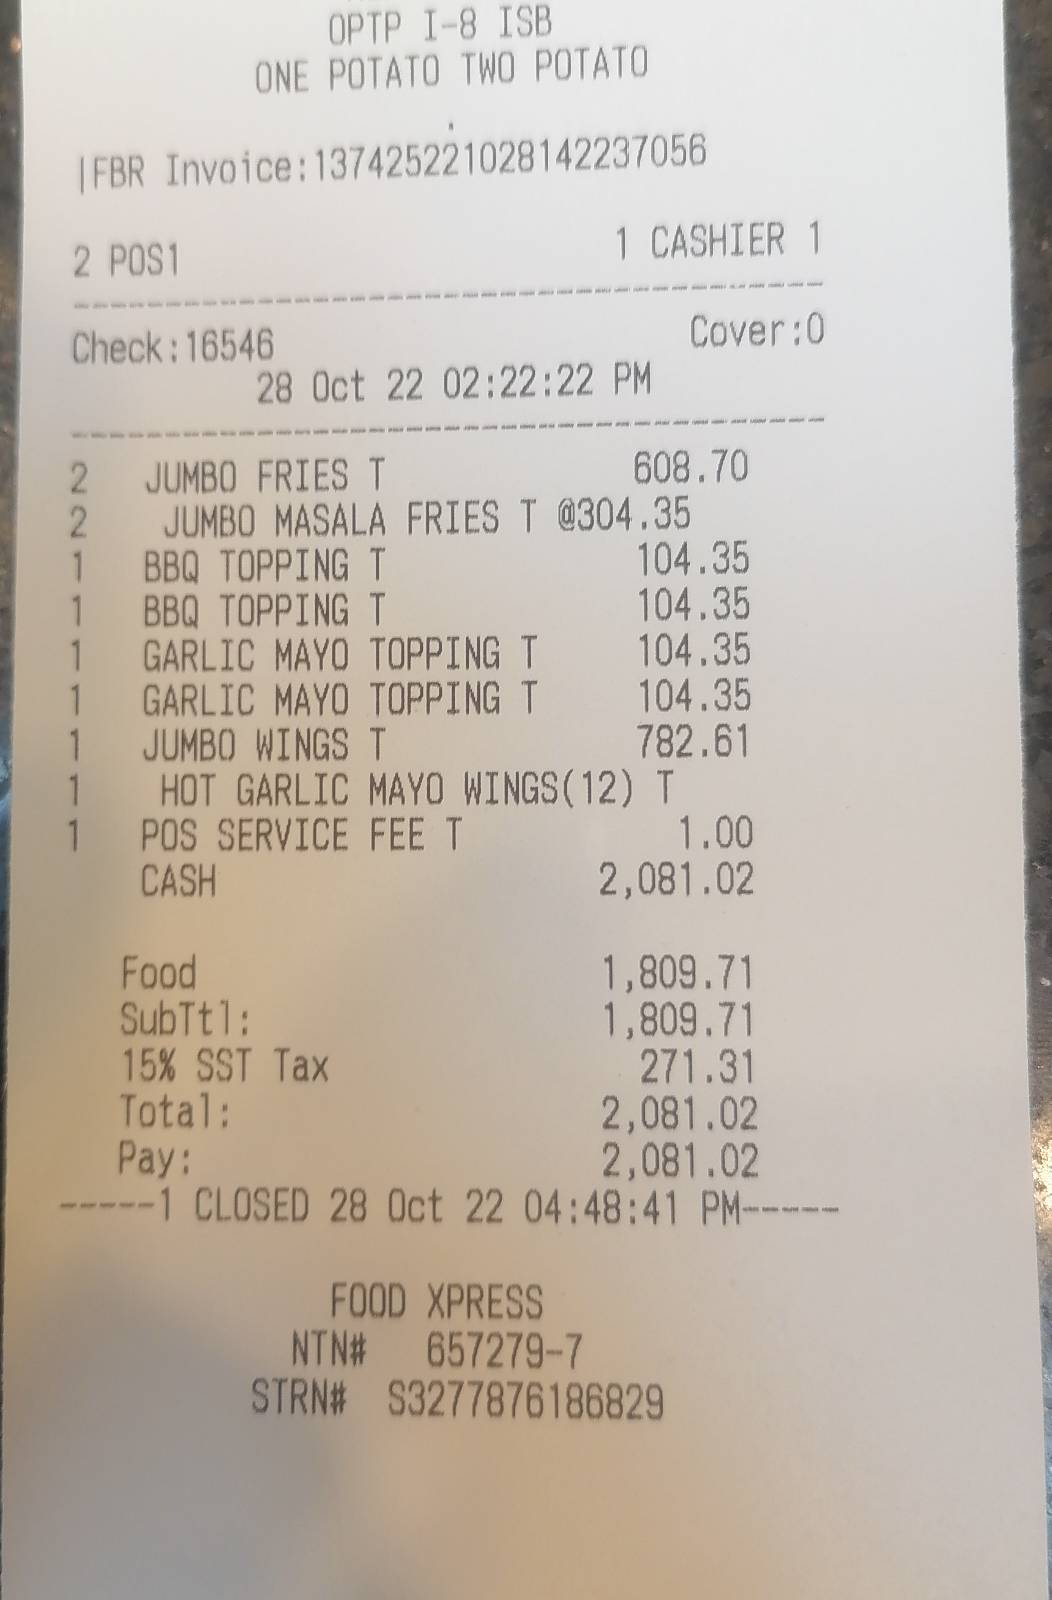 OPTP I-8 ISB
ONE POTATO TWO POTATO
|FBR Invoice:137425221028142237056
2 POS1 1 CASHIER 1
--------------------------------
Check:16546 Cover:0
28 Oct 22 02:22:22 PM
--------------------------------
2 JUMBO FRIES T 608.70
2 JUMBO MASALA FRIES T @304.35
1 BBQ TOPPING T 104.35
1 BBQ TOPPING T 104.35
1 GARLIC MAYO TOPPING T 104.35
1 GARLIC MAYO TOPPING T 104.35
1 JUMBO WINGS T 782.61
1 HOT GARLIC MAYO WINGS(12) T
1 POS SERVICE FEE T 1.00
CASH 2,081.02
Food 1,809.71
SubTtl: 1,809.71
15% SST Tax 271.31
Total: 2,081.02
Pay: 2,081.02
-----1 CLOSED 28 Oct 22 04:48:41 PM-----
FOOD XPRESS
NTN# 657279-7
STRN# S3277876186829